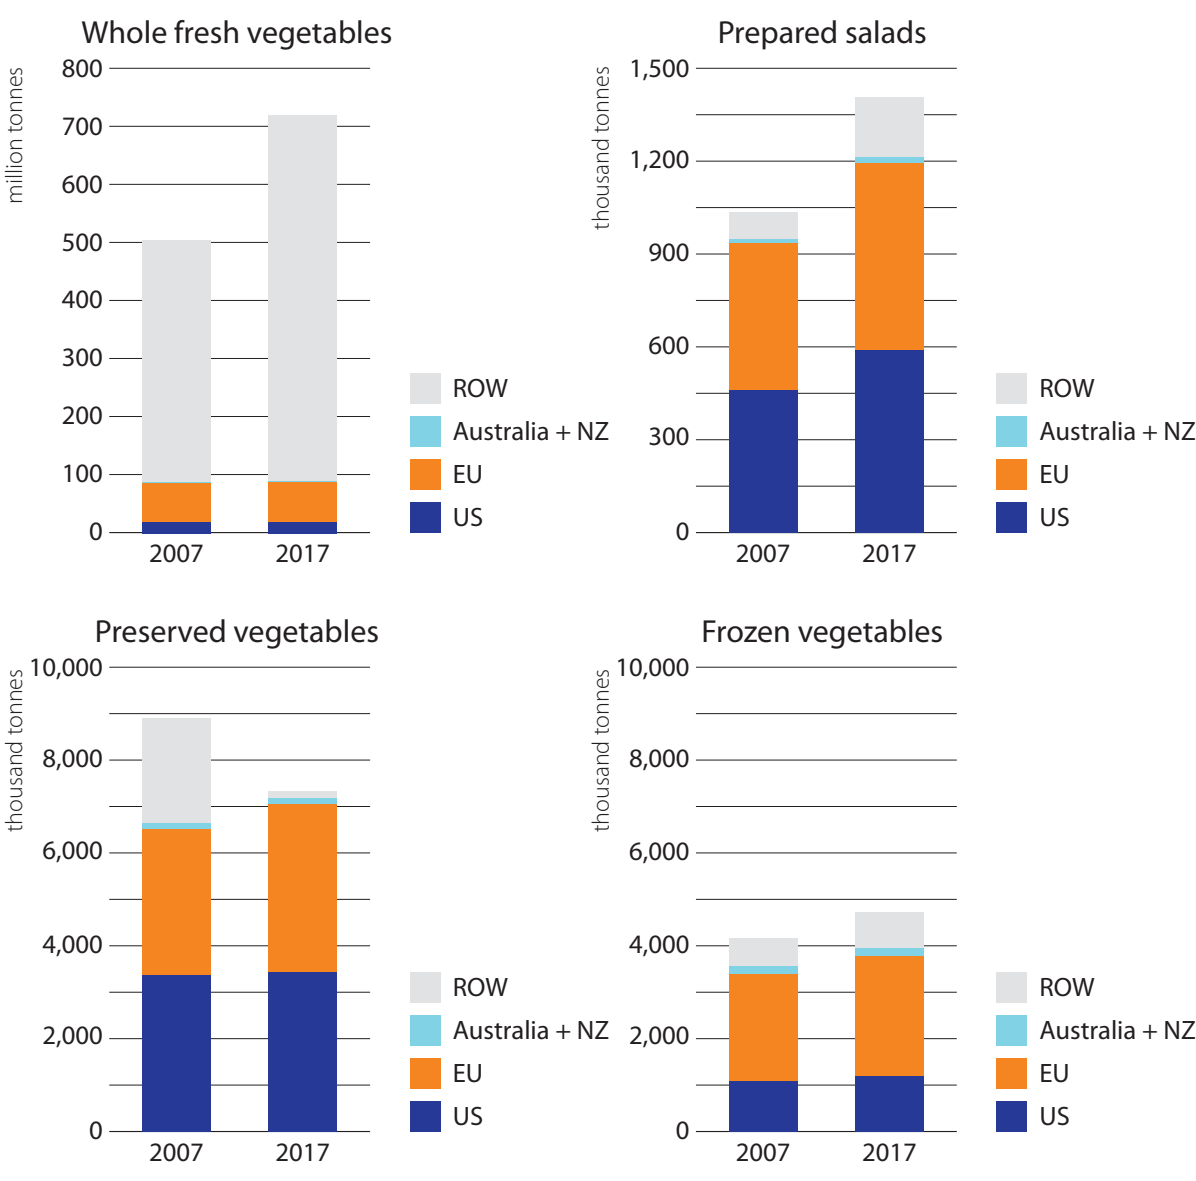 Whole fresh vegetables
million tonnes
800
700
600
500
400
300
200
100
0
2007 2017
ROW
Australia + NZ
EU
US
Prepared salads
thousand tonnes
1,500
1,200
900
600
300
0
2007 2017
ROW
Australia + NZ
EU
US
Preserved vegetables
thousand tonnes
10,000
8,000
6,000
4,000
2,000
0
2007 2017
ROW
Australia + NZ
EU
US
Frozen vegetables
thousand tonnes
10,000
8,000
6,000
4,000
2,000
0
2007 2017
ROW
Australia + NZ
EU
US